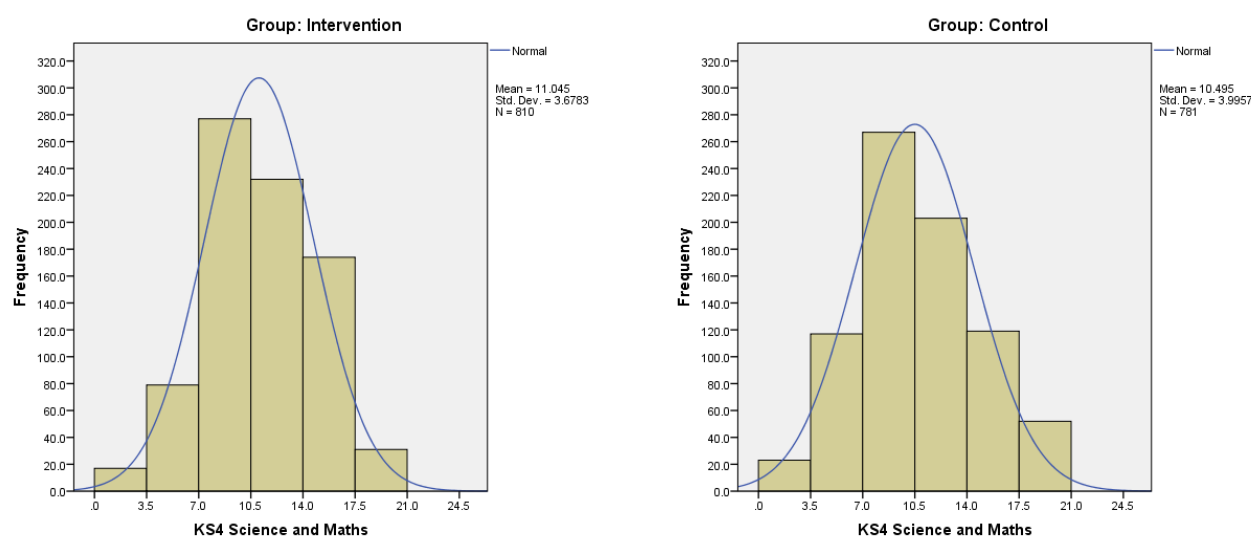 Group: Intervention
Normal
Mean = 11.045
Std. Dev. = 3.6783
N = 810
320.0
300.0
280.0
260.0
240.0
220.0
200.0
180.0
160.0
140.0
120.0
100.0
80.0
60.0
40.0
20.0
0.0
Frequency
.0 3.5 7.0 10.5 14.0 17.5 21.0 24.5
KS4 Science and Maths
Group: Control
Normal
Mean = 10.495
Std. Dev. = 3.9957
N = 781
320.0
300.0
280.0
260.0
240.0
220.0
200.0
180.0
160.0
140.0
120.0
100.0
80.0
60.0
40.0
20.0
0.0
Frequency
.0 3.5 7.0 10.5 14.0 17.5 21.0 24.5
KS4 Science and Maths